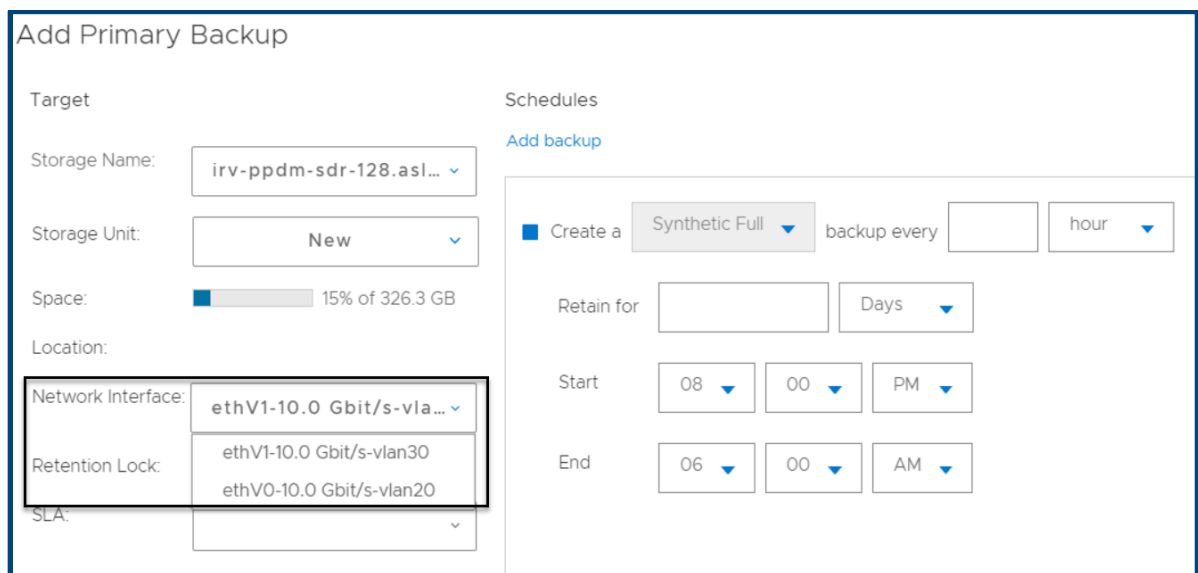 Add Primary Backup
Target
Storage Name:
irv-ppdm-sdr-128.asl...
Storage Unit:
New
Space:
15% of 326.3 GB
Location:
Network Interface:
ethV1-10.0 Gbit/s-vla...
ethV1-10.0 Gbit/s-vlan30
Retention Lock:
ethV0-10.0 Gbit/s-vlan20
SLA:
Schedules
Add backup
Create a Synthetic Full backup every hour
Retain for Days
Start 08 00 PM
End 06 00 AM